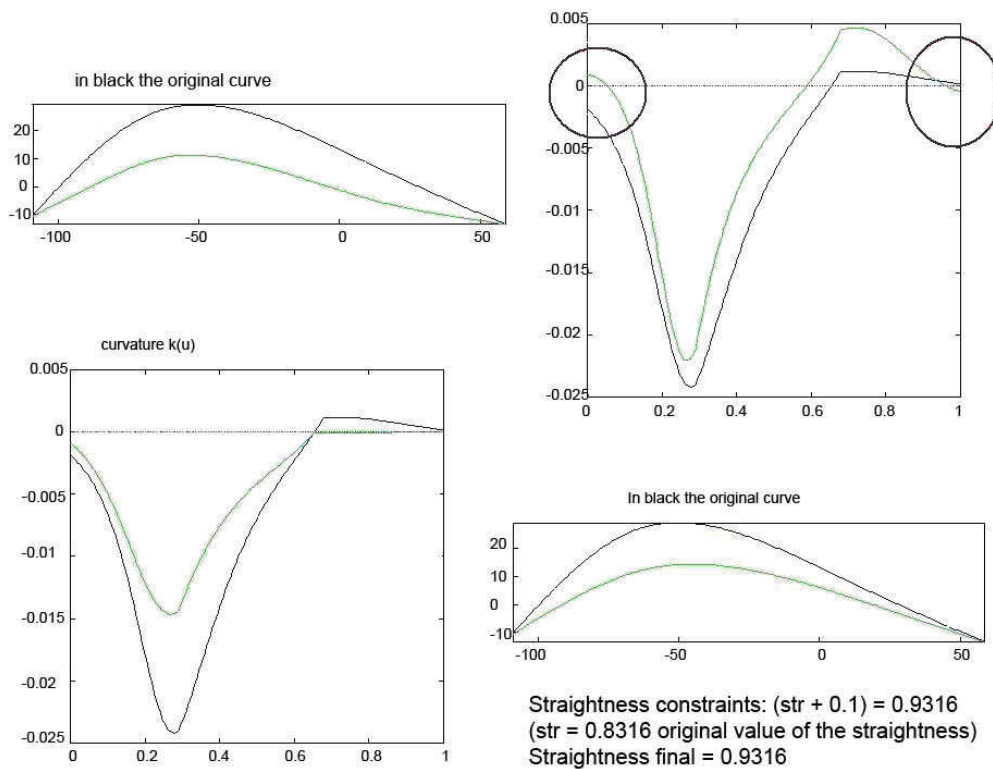 in black the original curve
20
10
0
-10
-100 -50 0 50
0.005
0
-0.005
-0.01
-0.015
-0.02
-0.025
0 0.2 0.4 0.6 0.8 1
curvature k(u)
0.005
0
-0.005
-0.01
-0.015
-0.02
-0.025
0 0.2 0.4 0.6 0.8 1
In black the original curve
20
10
0
-10
-100 -50 0 50
Straightness constraints: (str + 0.1) = 0.9316
(str = 0.8316 original value of the straightness)
Straightness final = 0.9316